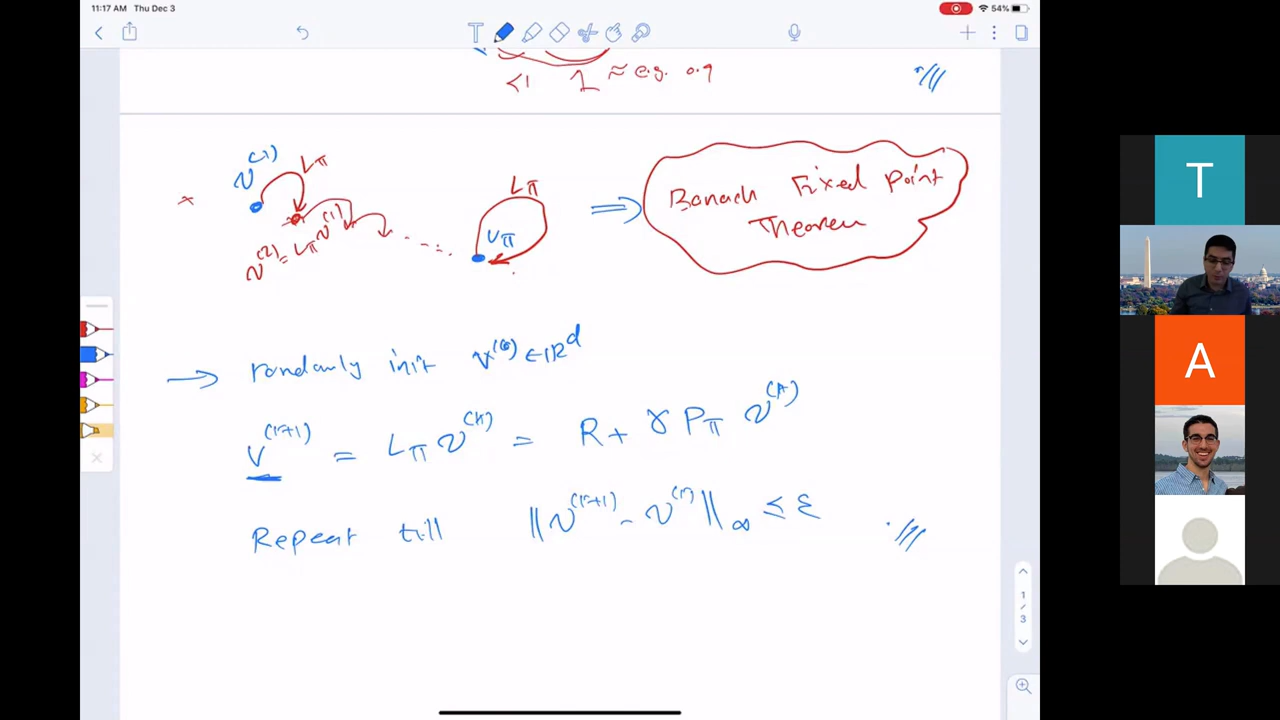 11:17 AM Thu Dec 3
54%
<1 ≈ e.g. 0.9
v⁽¹⁾ Lπ
v⁽²⁾ = Lπ v⁽¹⁾
Lπ
vπ
⇒ Banach Fixed Point
Theorem
→ randomly init v⁽⁰⁾ ∈ ℝᵈ
v⁽ᵏ⁺¹⁾ = Lπ v⁽ᵏ⁾ = R + γ Pπ v⁽ᵏ⁾
Repeat till ‖v⁽ᵏ⁺¹⁾ - v⁽ᵏ⁾‖∞ ≤ ε
1
/
3
T
A